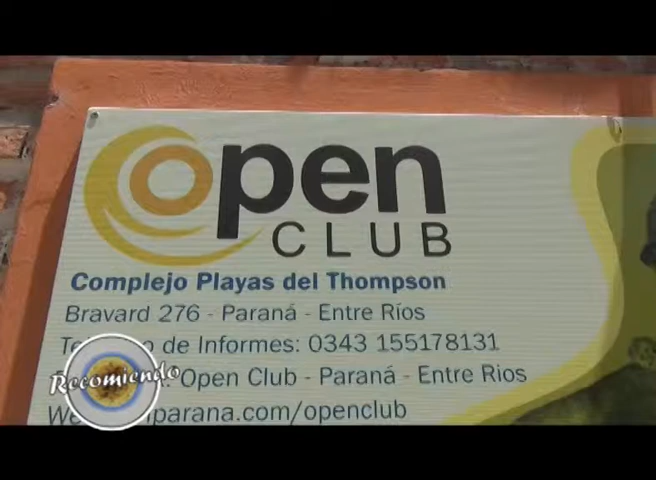 open
CLUB
Complejo Playas del Thompson
Bravard 276 - Paraná - Entre Ríos
de Informes: 0343 155178131
Open Club - Paraná - Entre Ríos
parana.com/openclub
Recomiendo